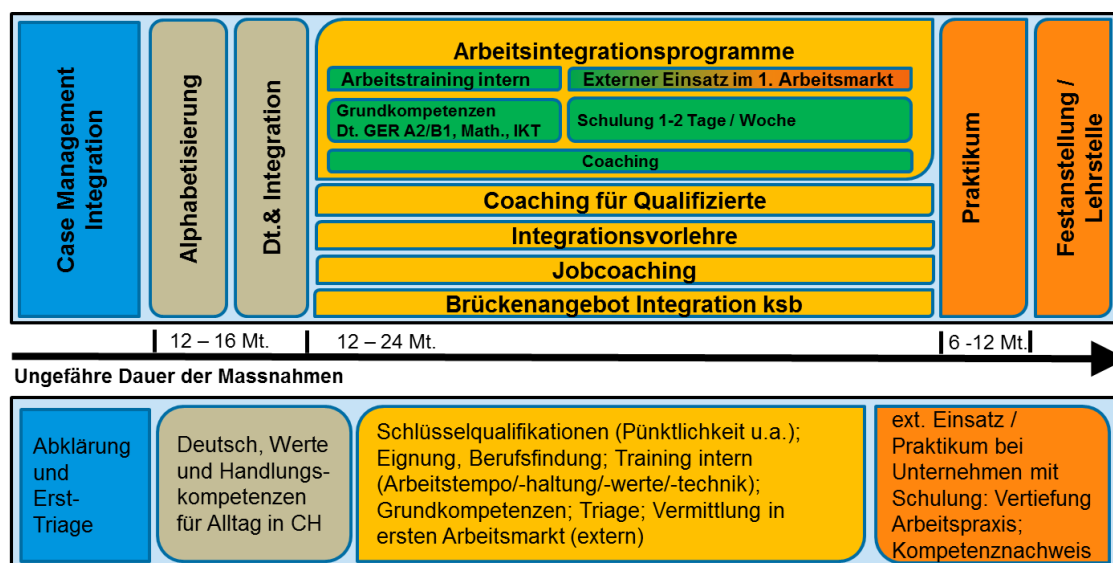 Case Management
Integration
Alphabetisierung
Dt.& Integration
Arbeitsintegrationsprogramme
Arbeitstraining intern
Externer Einsatz im 1. Arbeitsmarkt
Grundkompetenzen
Dt. GER A2/B1, Math., IKT
Schulung 1-2 Tage / Woche
Coaching
Coaching für Qualifizierte
Integrationsvorlehre
Jobcoaching
Brückenangebot Integration ksb
Praktikum
Festanstellung /
Lehrstelle
12 – 16 Mt.
12 – 24 Mt.
6 -12 Mt.
Ungefähre Dauer der Massnahmen
Abklärung
und
Erst-
Triage
Deutsch, Werte
und Handlungs-
kompetenzen
für Alltag in CH
Schlüsselqualifikationen (Pünktlichkeit u.a.);
Eignung, Berufsfindung; Training intern
(Arbeitstempo/-haltung/-werte/-technik);
Grundkompetenzen; Triage; Vermittlung in
ersten Arbeitsmarkt (extern)
ext. Einsatz /
Praktikum bei
Unternehmen mit
Schulung: Vertiefung
Arbeitspraxis;
Kompetenznachweis